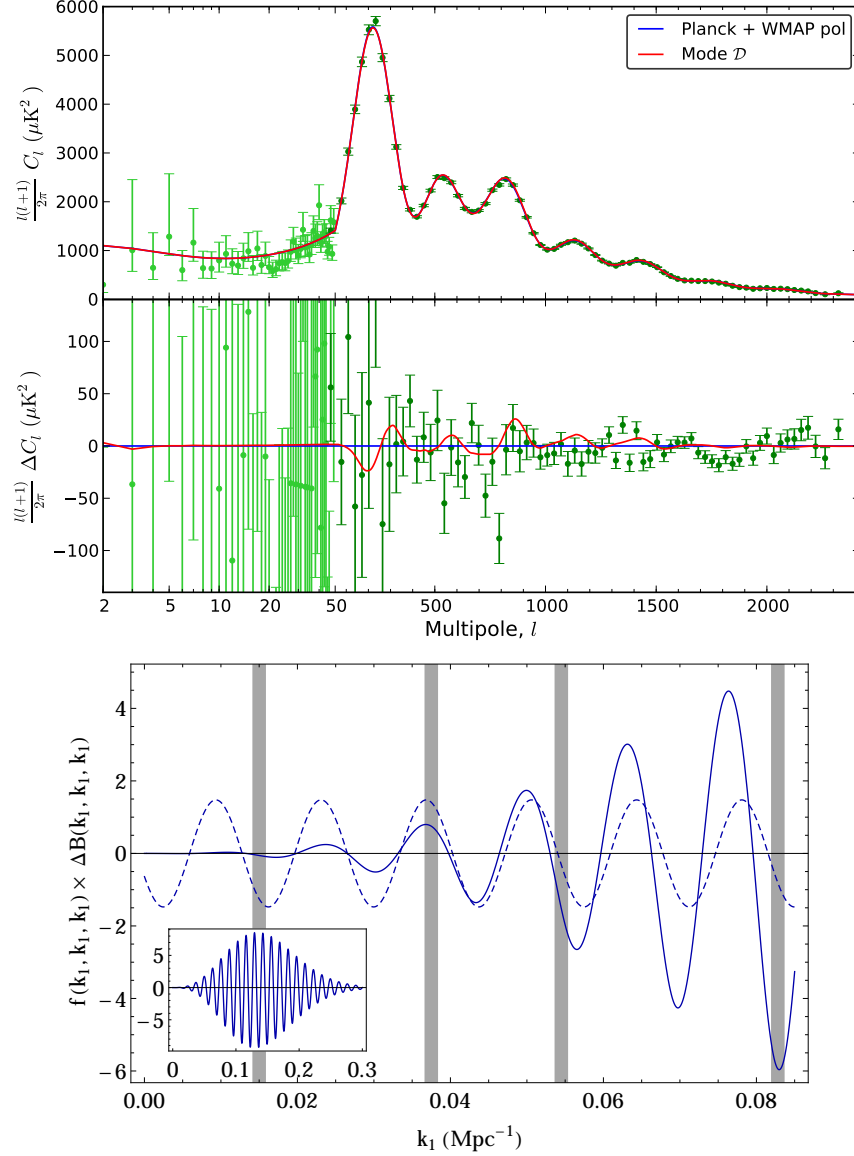 6000
5000
4000
3000
2000
1000
0
l(l+1)/2π C_l (μK²)
Planck + WMAP pol
Mode 𝒟
100
50
0
−50
−100
l(l+1)/2π ΔC_l (μK²)
2 5 10 20 50 500 1000 1500 2000
Multipole, l
4
2
0
−2
−4
−6
f(k₁, k₁, k₁) × ΔB(k₁, k₁, k₁)
5
0
−5
0 0.1 0.2 0.3
0.00 0.02 0.04 0.06 0.08
k₁ (Mpc⁻¹)